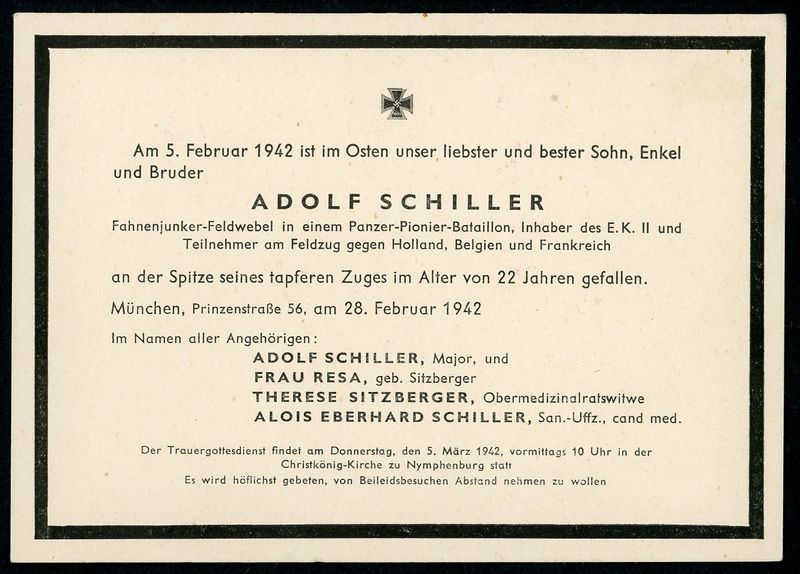 Am 5. Februar 1942 ist im Osten unser liebster und bester Sohn, Enkel
und Bruder
ADOLF SCHILLER
Fahnenjunker-Feldwebel in einem Panzer-Pionier-Bataillon, Inhaber des E.K. II und
Teilnehmer am Feldzug gegen Holland, Belgien und Frankreich
an der Spitze seines tapferen Zuges im Alter von 22 Jahren gefallen.
München, Prinzenstraße 56, am 28. Februar 1942
Im Namen aller Angehörigen:
ADOLF SCHILLER, Major, und
FRAU RESA, geb. Sitzberger
THERESE SITZBERGER, Obermedizinalratswitwe
ALOIS EBERHARD SCHILLER, San.-Uffz., cand med.
Der Trauergottesdienst findet am Donnerstag, den 5. März 1942, vormittags 10 Uhr in der
Christkönig-Kirche zu Nymphenburg statt
Es wird höflichst gebeten, von Beileidsbesuchen Abstand nehmen zu wollen